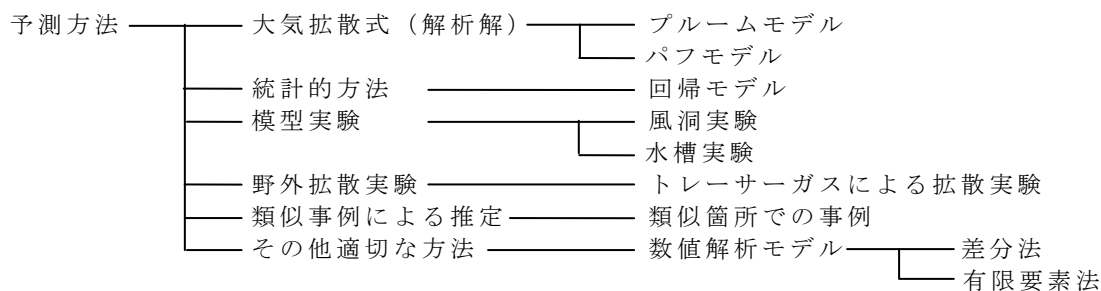 予測方法 大気拡散式（解析解） プルームモデル
パフモデル
統計的方法 回帰モデル
模型実験 風洞実験
水槽実験
野外拡散実験 トレーサーガスによる拡散実験
類似事例による推定 類似箇所での事例
その他適切な方法 数値解析モデル 差分法
有限要素法